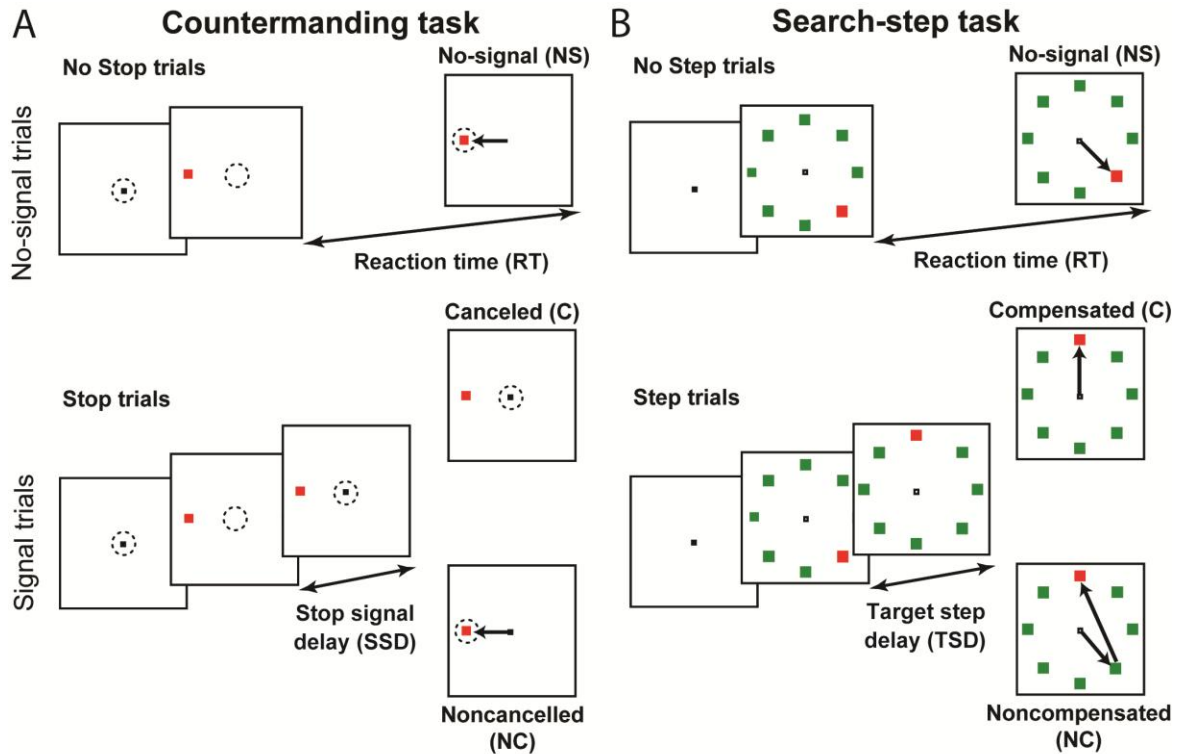 A
Countermanding task
No-signal trials
No Stop trials
No-signal (NS)
Reaction time (RT)
Signal trials
Stop trials
Canceled (C)
Stop signal
delay (SSD)
Noncancelled
(NC)
B
Search-step task
No Step trials
No-signal (NS)
Reaction time (RT)
Step trials
Compensated (C)
Target step
delay (TSD)
Noncompensated
(NC)